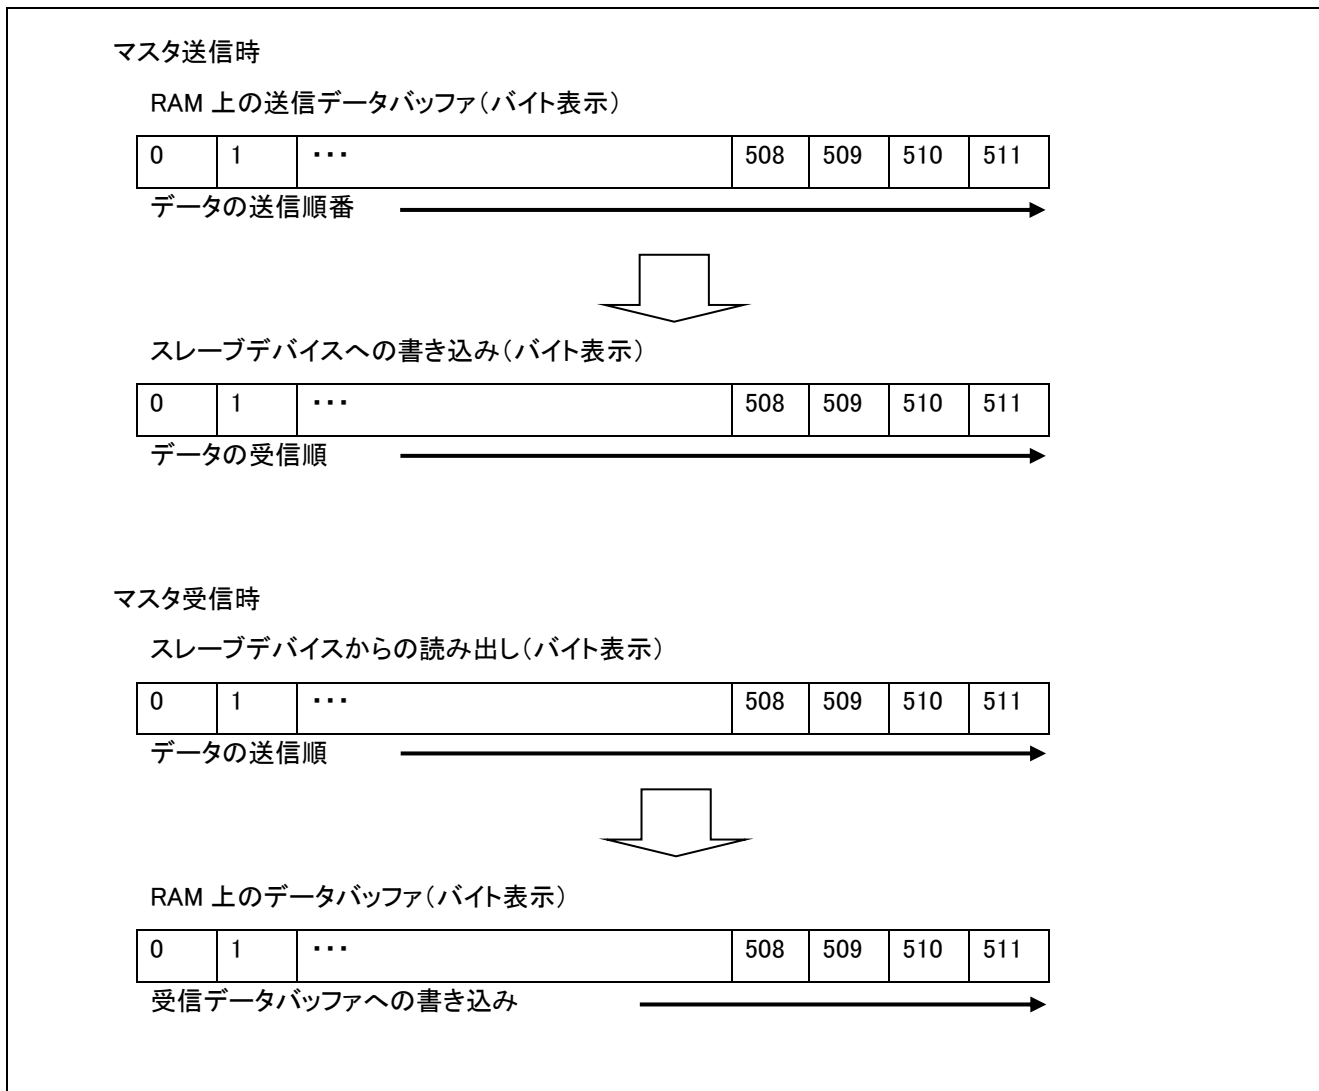 マスタ送信時
RAM 上の送信データバッファ(バイト表示)
0 1 ・・・ 508 509 510 511
データの送信順番
スレーブデバイスへの書き込み(バイト表示)
0 1 ・・・ 508 509 510 511
データの受信順
マスタ受信時
スレーブデバイスからの読み出し(バイト表示)
0 1 ・・・ 508 509 510 511
データの送信順
RAM 上のデータバッファ(バイト表示)
0 1 ・・・ 508 509 510 511
受信データバッファへの書き込み